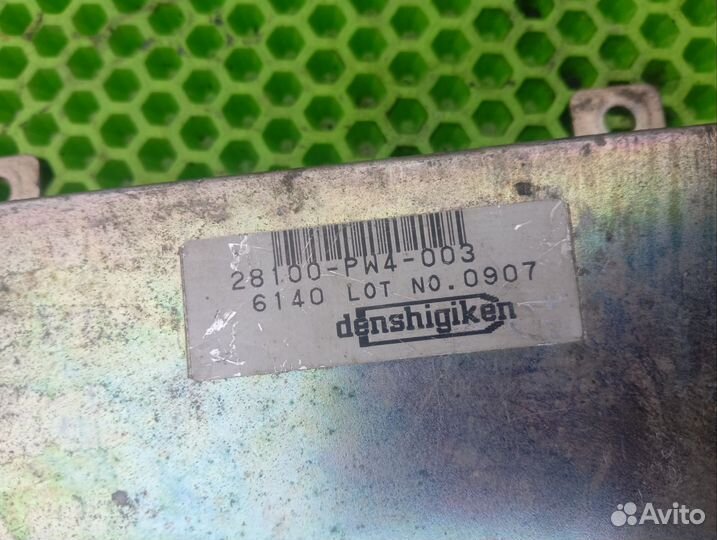 28100-PW4-003
6140 LOT NO.0907
denshigiken
Avito